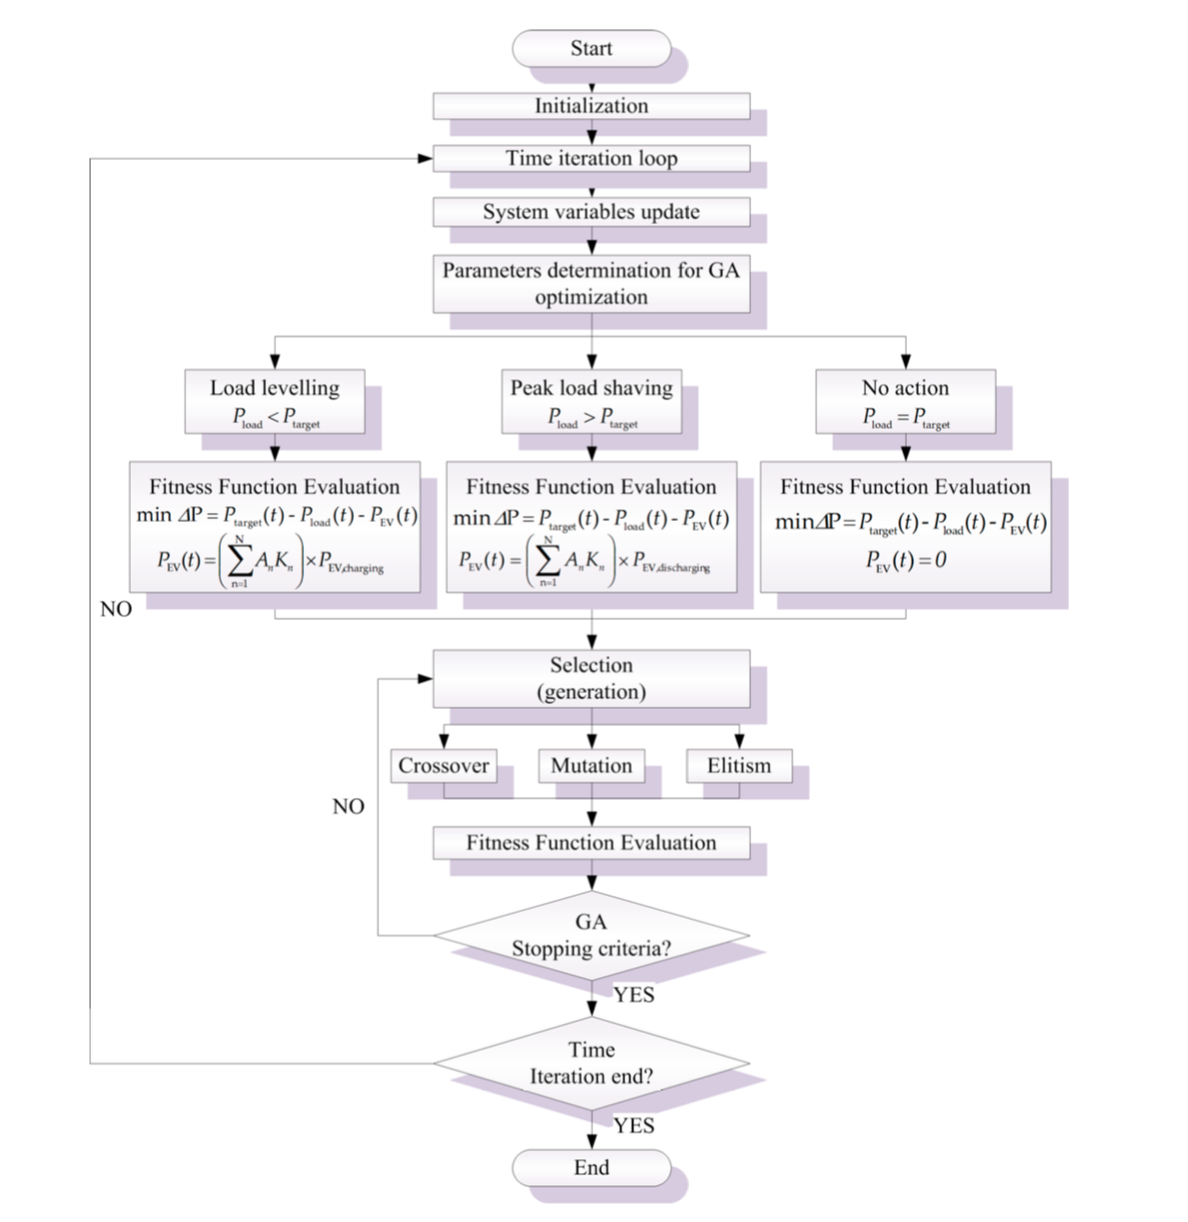 Start
Initialization
Time iteration loop
System variables update
Parameters determination for GA
optimization
Load levelling
P_load < P_target
Peak load shaving
P_load > P_target
No action
P_load = P_target
Fitness Function Evaluation
min ΔP = P_target(t) - P_load(t) - P_EV(t)
P_EV(t) = (∑_{n=1}^{N} A_n K_n) × P_EV,charging
Fitness Function Evaluation
min ΔP = P_target(t) - P_load(t) - P_EV(t)
P_EV(t) = (∑_{n=1}^{N} A_n K_n) × P_EV,discharging
Fitness Function Evaluation
min ΔP = P_target(t) - P_load(t) - P_EV(t)
P_EV(t) = 0
NO
Selection
(generation)
Crossover
Mutation
Elitism
NO
Fitness Function Evaluation
GA
Stopping criteria?
YES
Time
Iteration end?
YES
End